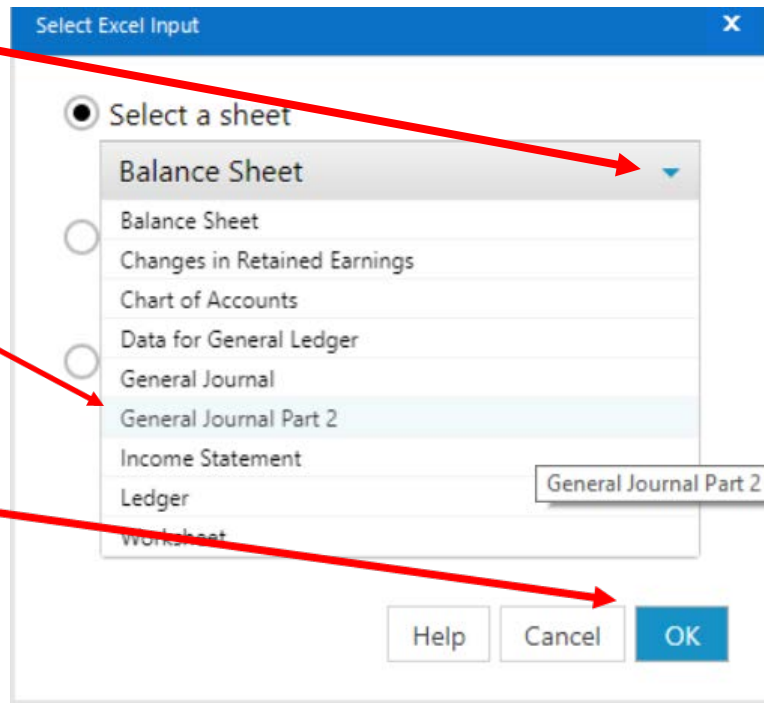 Select Excel Input x
Select a sheet
Balance Sheet
Balance Sheet
Changes in Retained Earnings
Chart of Accounts
Data for General Ledger
General Journal
General Journal Part 2
Income Statement
General Journal Part 2
Ledger
Worksheet
Help Cancel OK